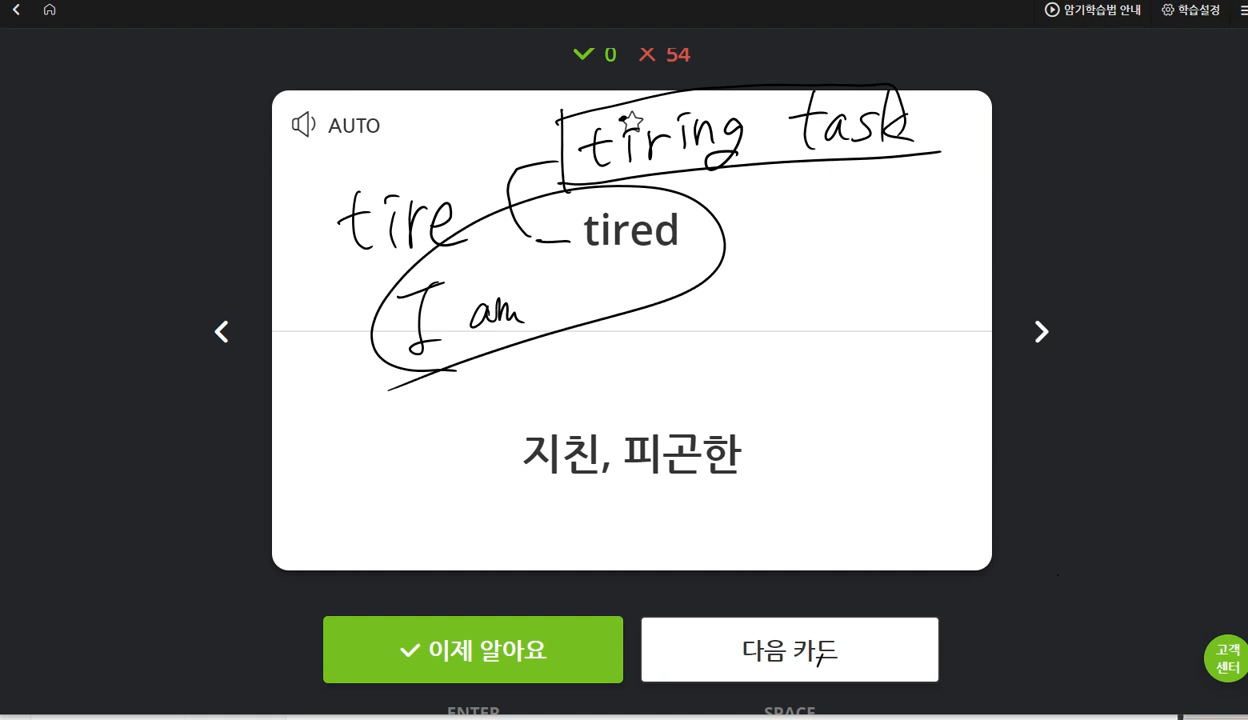 암기학습법 안내 학습설정
0 54
AUTO
tiring task
tire
tired
I am
지친, 피곤한
이제 알아요
다음 카드
고객
센터
ENTER SPACE